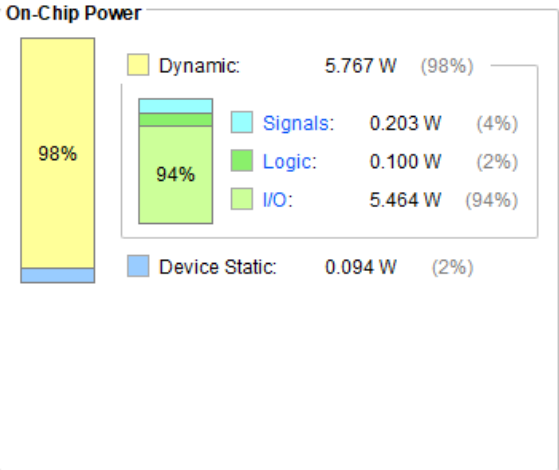 On-Chip Power
Dynamic: 5.767 W (98%)
Signals: 0.203 W (4%)
98%
Logic: 0.100 W (2%)
94%
I/O: 5.464 W (94%)
Device Static: 0.094 W (2%)